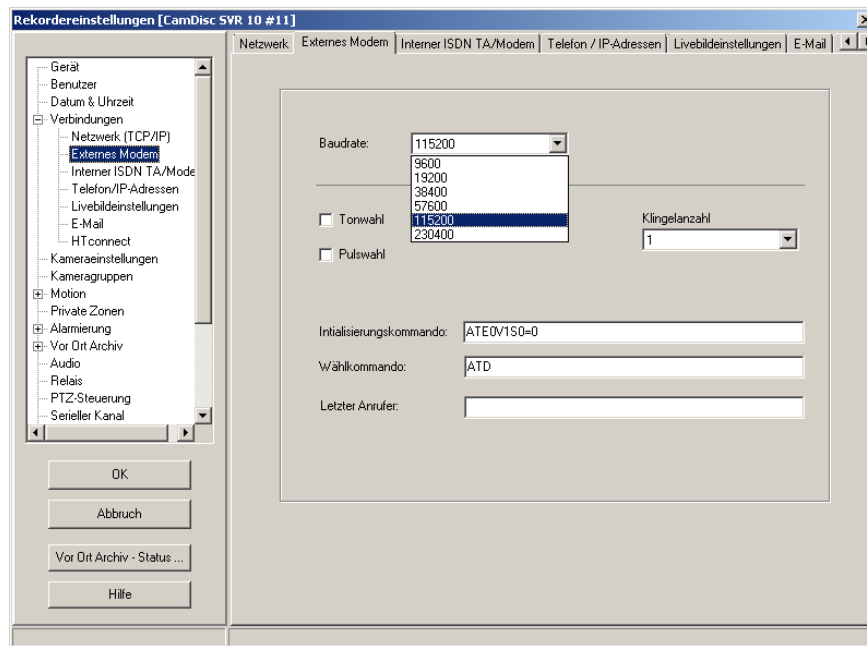 Rekordereinstellungen [CamDisc SVR 10 #11]
Netzwerk
Externes Modem
Interner ISDN TA/Modem
Telefon / IP-Adressen
Livebildeinstellungen
E-Mail
Gerät
Benutzer
Datum & Uhrzeit
Verbindungen
Netzwerk (TCP/IP)
Externes Modem
Interner ISDN TA/Mode
Telefon/IP-Adressen
Livebildeinstellungen
E-Mail
HTconnect
Kameraeinstellungen
Kameragruppen
Motion
Private Zonen
Alarmierung
Vor Ort Archiv
Audio
Relais
PTZ-Steuerung
Serieller Kanal
OK
Abbruch
Vor Ort Archiv - Status ...
Hilfe
Baudrate:
115200
9600
19200
38400
57600
115200
230400
Tonwahl
Pulswahl
Klingelanzahl
1
Intialisierungskommando:
ATE0V1S0=0
Wählkommando:
ATD
Letzter Anrufer: